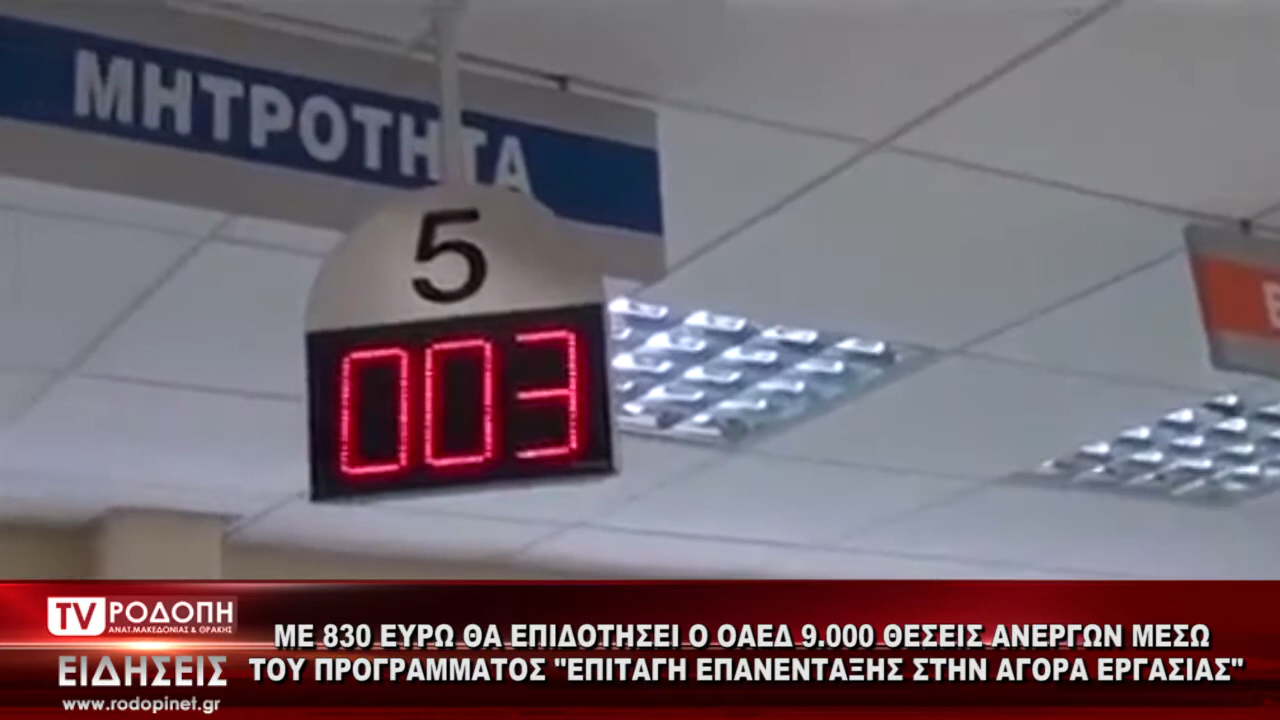 ΜΗΤΡΟΤΗΤΑ
5
003
TV ΡΟΔΟΠΗ
ΑΝΑΤ.ΜΑΚΕΔΟΝΙΑΣ & ΘΡΑΚΗΣ
ΕΙΔΗΣΕΙΣ
www.rodopinet.gr
ΜΕ 830 ΕΥΡΩ ΘΑ ΕΠΙΔΟΤΗΣΕΙ Ο ΟΑΕΔ 9.000 ΘΕΣΕΙΣ ΑΝΕΡΓΩΝ ΜΕΣΩ
ΤΟΥ ΠΡΟΓΡΑΜΜΑΤΟΣ "ΕΠΙΤΑΓΗ ΕΠΑΝΕΝΤΑΞΗΣ ΣΤΗΝ ΑΓΟΡΑ ΕΡΓΑΣΙΑΣ"